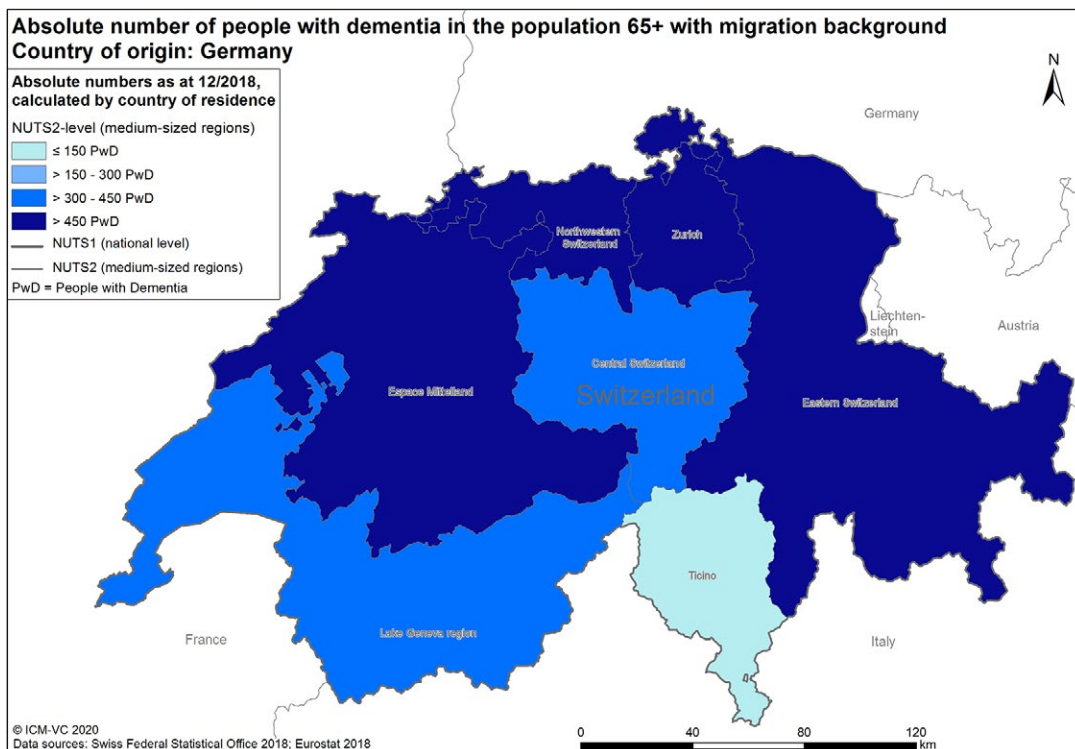 Absolute number of people with dementia in the population 65+ with migration background
Country of origin: Germany
Absolute numbers as at 12/2018,
calculated by country of residence
NUTS2-level (medium-sized regions)
≤ 150 PwD
> 150 - 300 PwD
> 300 - 450 PwD
> 450 PwD
NUTS1 (national level)
NUTS2 (medium-sized regions)
PwD = People with Dementia
N
Germany
Northwestern
Switzerland
Zurich
Liechten-
stein
Austria
Central Switzerland
Switzerland
Espace Mittelland
Eastern Switzerland
Ticino
Lake Geneva region
France
Italy
© ICM-VC 2020
Data sources: Swiss Federal Statistical Office 2018; Eurostat 2018
0 40 80 120
km